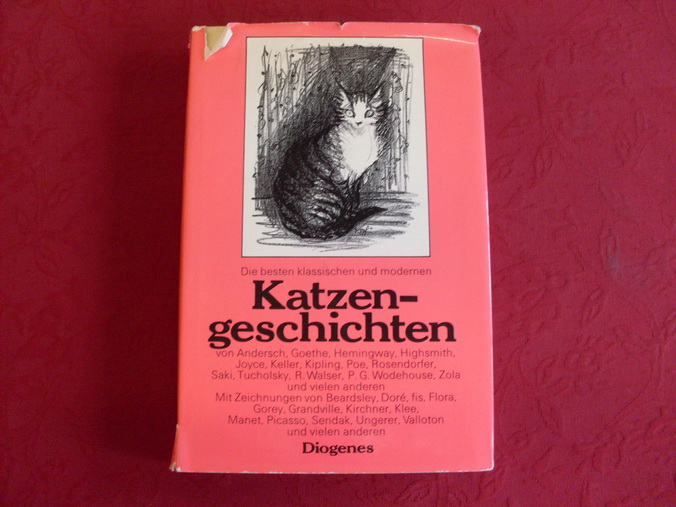 Die besten klassischen und modernen
Katzen-
geschichten
von Andersch, Goethe, Hemingway, Highsmith,
Joyce, Keller, Kipling, Poe, Rosendorfer,
Saki, Tucholsky, R. Walser, P. G. Wodehouse, Zola
und vielen anderen
Mit Zeichnungen von Beardsley, Doré, fis, Flora,
Gorey, Grandville, Kirchner, Klee,
Manet, Picasso, Sendak, Ungerer, Valloton
und vielen anderen
Diogenes